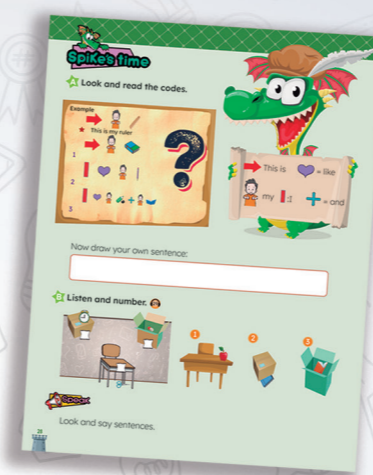 Spike's time
A Look and read the codes.
Example
This is my ruler
1
2
3
This is = like
my = and
Now draw your own sentence:
B Listen and number.
1 2 3
Speak
Look and say sentences.